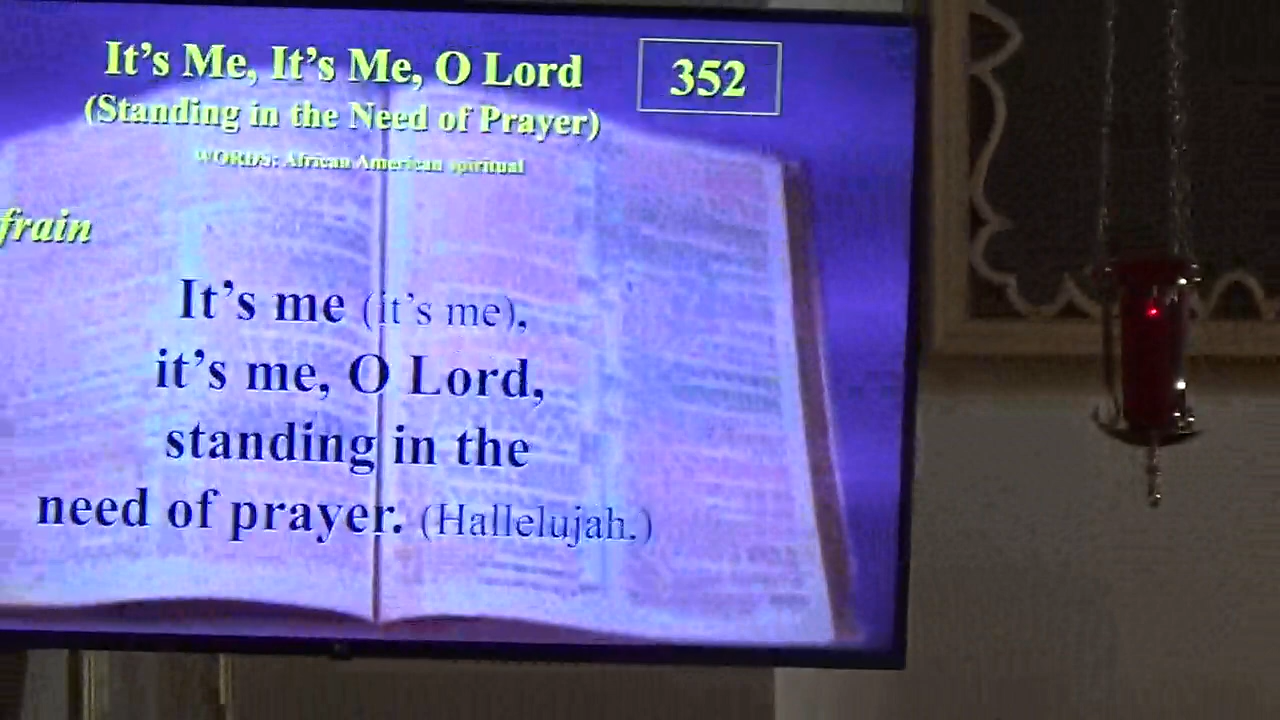 It's Me, It's Me, O Lord
352
(Standing in the Need of Prayer)
WORDS: African American spiritual
frain
It's me (it's me),
it's me, O Lord,
standing in the
need of prayer. (Hallelujah.)